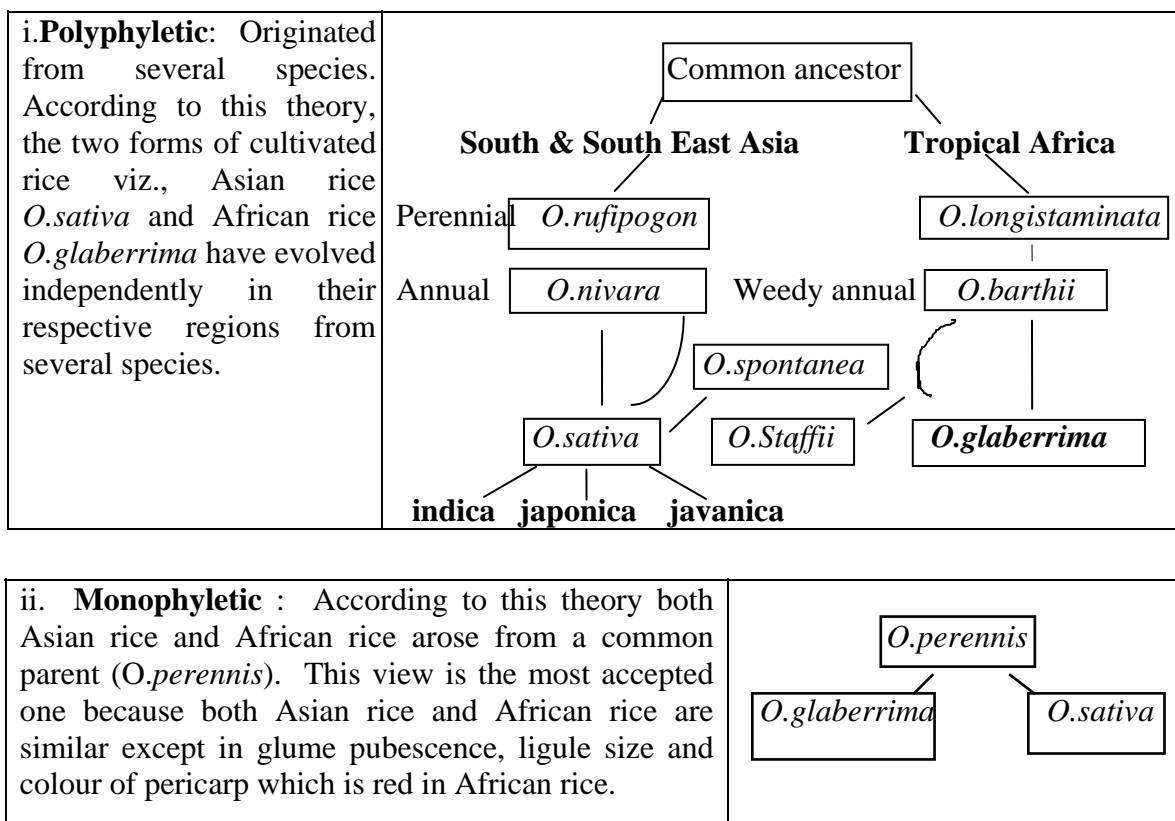 i.Polyphyletic: Originated
from several species.
According to this theory,
the two forms of cultivated
rice viz., Asian rice
O.sativa and African rice
O.glaberrima have evolved
independently in their
respective regions from
several species.
Common ancestor
South & South East Asia Tropical Africa
Perennial O.rufipogon O.longistaminata
Annual O.nivara Weedy annual O.barthii
O.spontanea
O.sativa O.Staffii O.glaberrima
indica japonica javanica
ii. Monophyletic : According to this theory both
Asian rice and African rice arose from a common
parent (O.perennis). This view is the most accepted
one because both Asian rice and African rice are
similar except in glume pubescence, ligule size and
colour of pericarp which is red in African rice.
O.perennis
O.glaberrima O.sativa